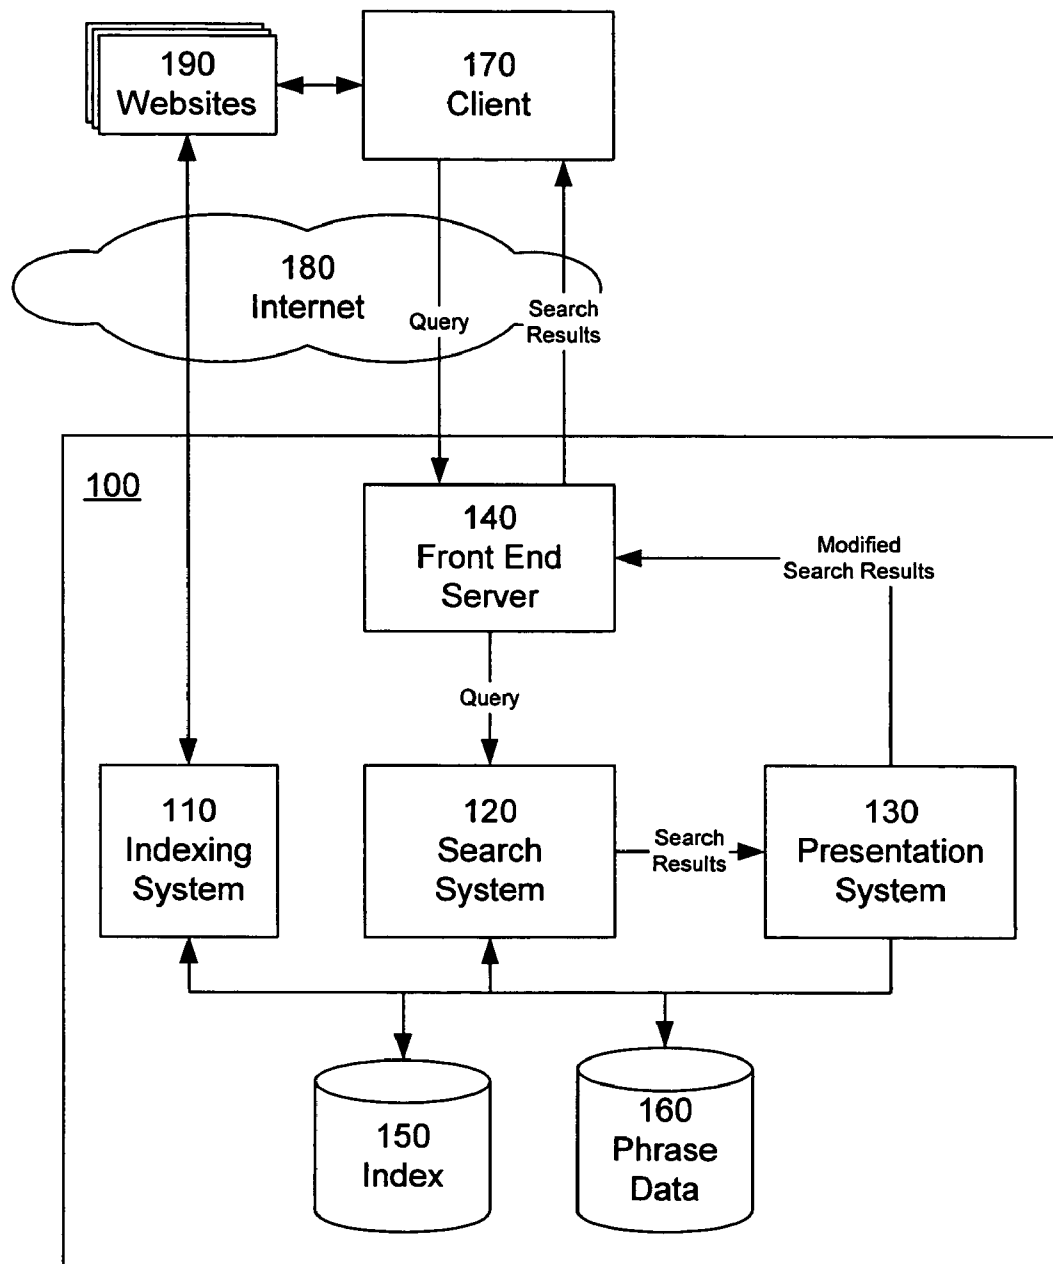 190
Websites
170
Client
180
Internet
Query
Search
Results
100
140
Front End
Server
Modified
Search Results
Query
110
Indexing
System
120
Search
System
Search
Results
130
Presentation
System
150
Index
160
Phrase
Data